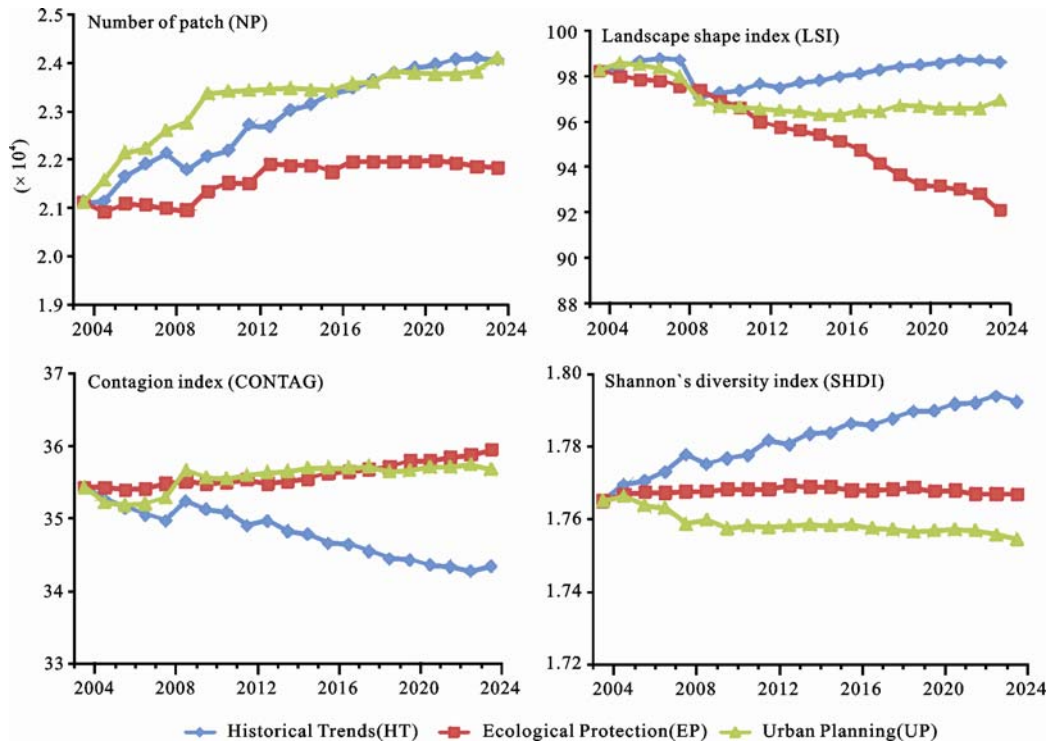 Number of patch (NP)
(× 10⁴)
2.5
2.4
2.3
2.2
2.1
2.0
1.9
2004 2008 2012 2016 2020 2024
Landscape shape index (LSI)
100
98
96
94
92
90
88
2004 2008 2012 2016 2020 2024
Contagion index (CONTAG)
37
36
35
34
33
2004 2008 2012 2016 2020 2024
Shannon`s diversity index (SHDI)
1.80
1.78
1.76
1.74
1.72
2004 2008 2012 2016 2020 2024
Historical Trends(HT) Ecological Protection(EP) Urban Planning(UP)